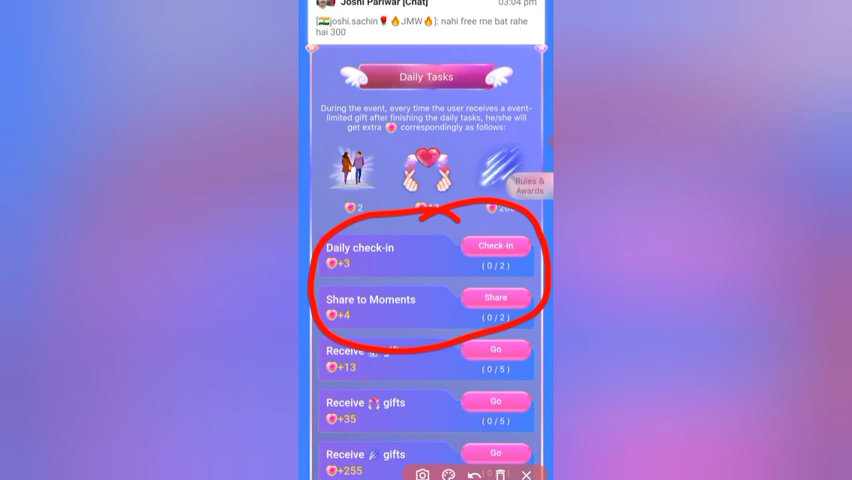 Joshi Pariwar [Chat] 03:04 pm
[🇮🇳joshi.sachin🌹🔥JMW🔥]: nahi free me bat rahe
hai 300
Daily Tasks
During the event, every time the user receives a event-
limited gift after finishing the daily tasks, he/she will
get extra correspondingly as follows:
Rules &
Awards
2
Daily check-in
Check-in
+3
( 0 / 2 )
Share to Moments
Share
+4
( 0 / 2 )
Receive gifts
Go
+13
( 0 / 5 )
Receive gifts
Go
+35
( 0 / 5 )
Receive gifts
Go
+255